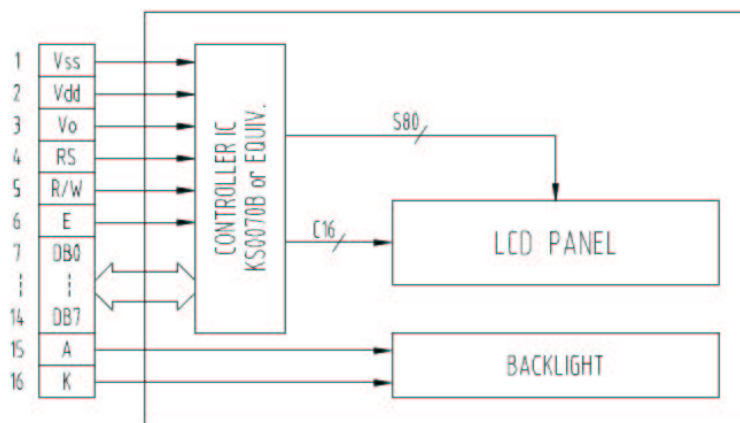 1 Vss
2 Vdd
3 Vo
4 RS
5 R/W
6 E
7 DB0
14 DB7
15 A
16 K
CONTROLLER IC
KS0070B or EQUIV.
S80
C16
LCD PANEL
BACKLIGHT